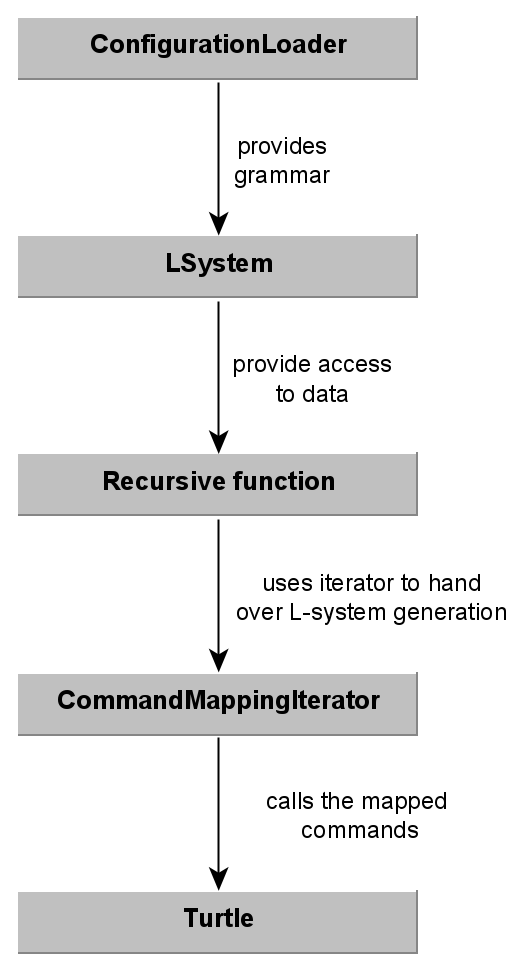 ConfigurationLoader
provides
grammar
LSystem
provide access
to data
Recursive function
uses iterator to hand
over L-system generation
CommandMappingIterator
calls the mapped
commands
Turtle